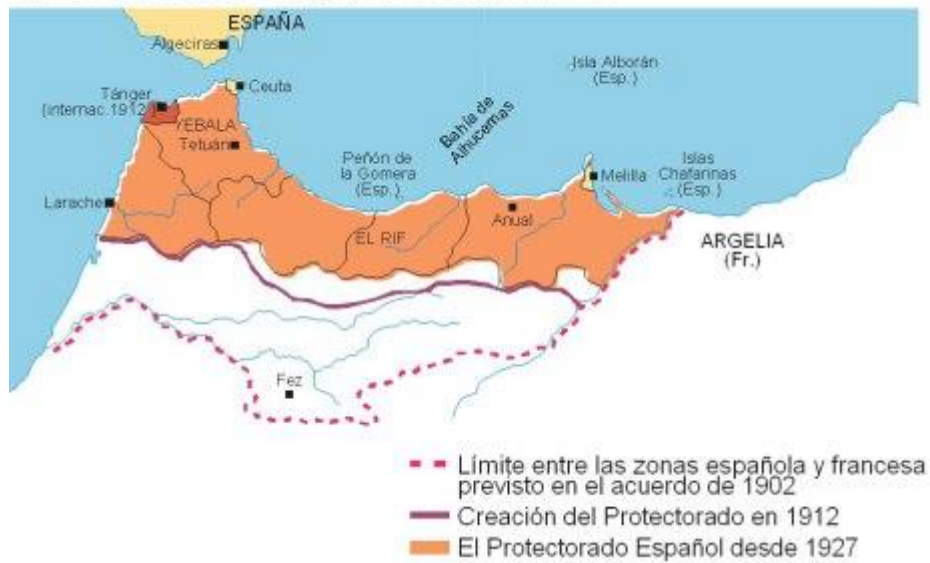 ESPAÑA
Algeciras
Isla Alborán
(Esp.)
Ceuta
Tánger
(internac.1912)
YEBALA
Tetuán
Bahía de
Alhucemas
Peñón de
la Gomera
(Esp.)
Melilla
Islas
Chafarinas
(Esp.)
Larache
Anual
EL RIF
ARGELIA
(Fr.)
Fez
Límite entre las zonas española y francesa
previsto en el acuerdo de 1902
Creación del Protectorado en 1912
El Protectorado Español desde 1927